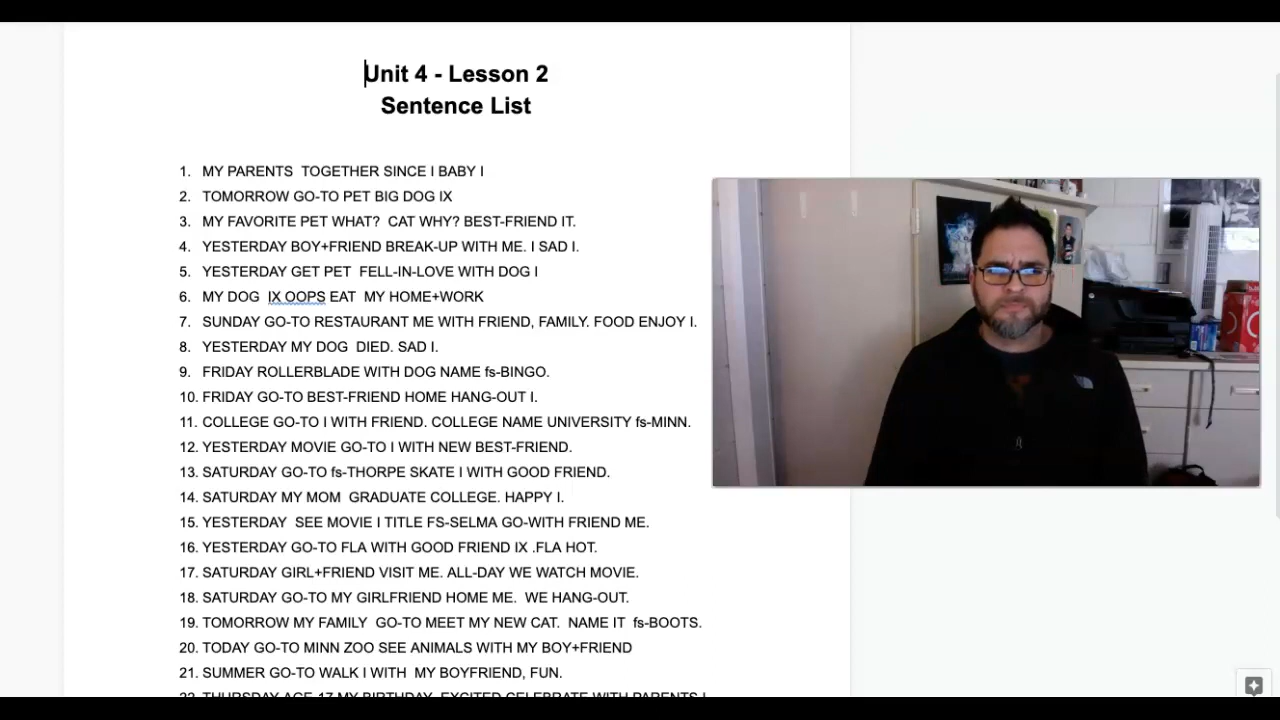 Unit 4 - Lesson 2
Sentence List
1. MY PARENTS  TOGETHER SINCE I BABY I
2. TOMORROW GO-TO PET BIG DOG IX
3. MY FAVORITE PET WHAT?  CAT WHY? BEST-FRIEND IT.
4. YESTERDAY BOY+FRIEND BREAK-UP WITH ME. I SAD I.
5. YESTERDAY GET PET  FELL-IN-LOVE WITH DOG I
6. MY DOG  IX OOPS EAT  MY HOME+WORK
7. SUNDAY GO-TO RESTAURANT ME WITH FRIEND, FAMILY. FOOD ENJOY I.
8. YESTERDAY MY DOG  DIED. SAD I.
9. FRIDAY ROLLERBLADE WITH DOG NAME fs-BINGO.
10. FRIDAY GO-TO BEST-FRIEND HOME HANG-OUT I.
11. COLLEGE GO-TO I WITH FRIEND. COLLEGE NAME UNIVERSITY fs-MINN.
12. YESTERDAY MOVIE GO-TO I WITH NEW BEST-FRIEND.
13. SATURDAY GO-TO fs-THORPE SKATE I WITH GOOD FRIEND.
14. SATURDAY MY MOM  GRADUATE COLLEGE. HAPPY I.
15. YESTERDAY  SEE MOVIE I TITLE FS-SELMA GO-WITH FRIEND ME.
16. YESTERDAY GO-TO FLA WITH GOOD FRIEND IX .FLA HOT.
17. SATURDAY GIRL+FRIEND VISIT ME. ALL-DAY WE WATCH MOVIE.
18. SATURDAY GO-TO MY GIRLFRIEND HOME ME.  WE HANG-OUT.
19. TOMORROW MY FAMILY  GO-TO MEET MY NEW CAT.  NAME IT  fs-BOOTS.
20. TODAY GO-TO MINN ZOO SEE ANIMALS WITH MY BOY+FRIEND
21. SUMMER GO-TO WALK I WITH  MY BOYFRIEND, FUN.
22. THURSDAY AGE-17 MY BIRTHDAY  EXCITED CELEBRATE WITH PARENTS I